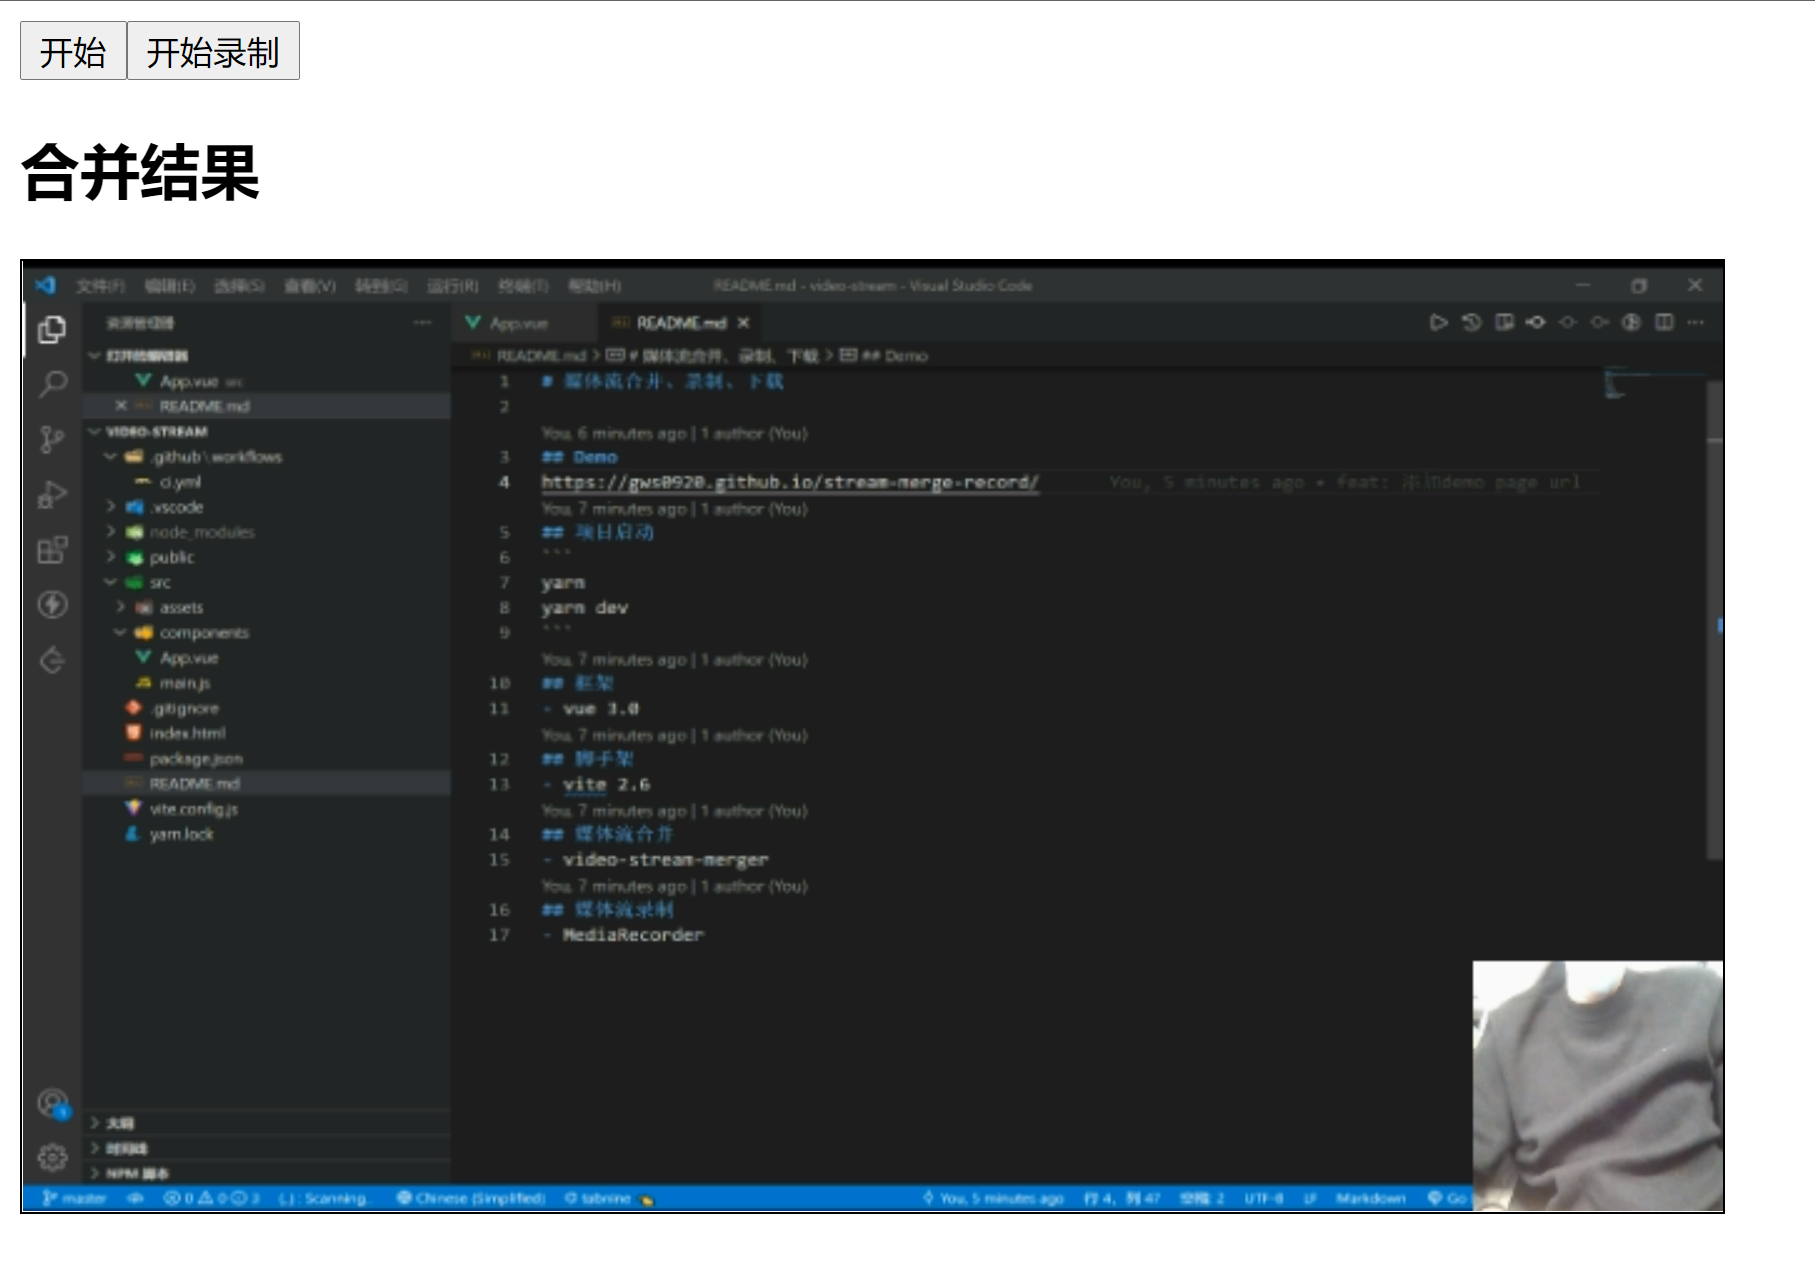 开始 开始录制
合并结果
文件(F) 编辑(E) 选择(S) 查看(V) 转到(G) 运行(R) 终端(T) 帮助(H) README.md - video-stream - Visual Studio Code
资源管理器 ···
App.vue README.md ×
打开的编辑器
README.md > # 媒体流合并、录制、下载 > ## Demo
App.vue src
× README.md
VIDEO-STREAM
.github\workflows
ci.yml
.vscode
node_modules
public
src
assets
components
App.vue
main.js
.gitignore
index.html
package.json
README.md
vite.config.js
yarn.lock
大纲
时间线
NPM 脚本
1 # 媒体流合并、录制、下载
2
You, 6 minutes ago | 1 author (You)
3 ## Demo
4 https://gws0920.github.io/stream-merge-record/ You, 5 minutes ago • feat: 添加demo page url
You, 7 minutes ago | 1 author (You)
5 ## 项目启动
6 ```
7 yarn
8 yarn dev
9 ```
You, 7 minutes ago | 1 author (You)
10 ## 框架
11 - vue 3.0
You, 7 minutes ago | 1 author (You)
12 ## 脚手架
13 - vite 2.6
You, 7 minutes ago | 1 author (You)
14 ## 媒体流合并
15 - video-stream-merger
You, 7 minutes ago | 1 author (You)
16 ## 媒体流录制
17 - MediaRecorder
master 0 0 3 {..} : Scanning.. Chinese (Simplified) tabnine You, 5 minutes ago 行 4，列 47 空格: 2 UTF-8 LF Markdown Go